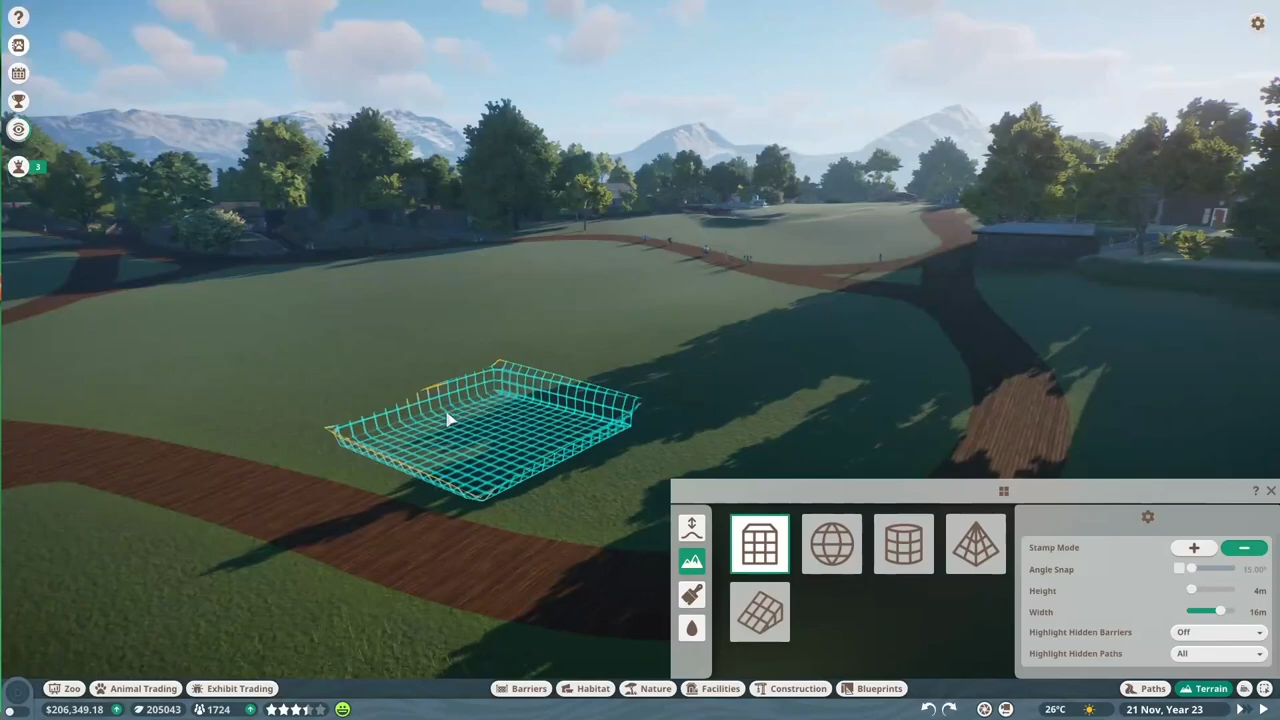 ?
3
? ×
Stamp Mode + −
Angle Snap 15.00°
Height 4m
Width 16m
Highlight Hidden Barriers Off
Highlight Hidden Paths All
Zoo Animal Trading Exhibit Trading Barriers Habitat Nature Facilities Construction Blueprints Paths Terrain
$206,349.18 205043 1724 26°C 21 Nov, Year 23